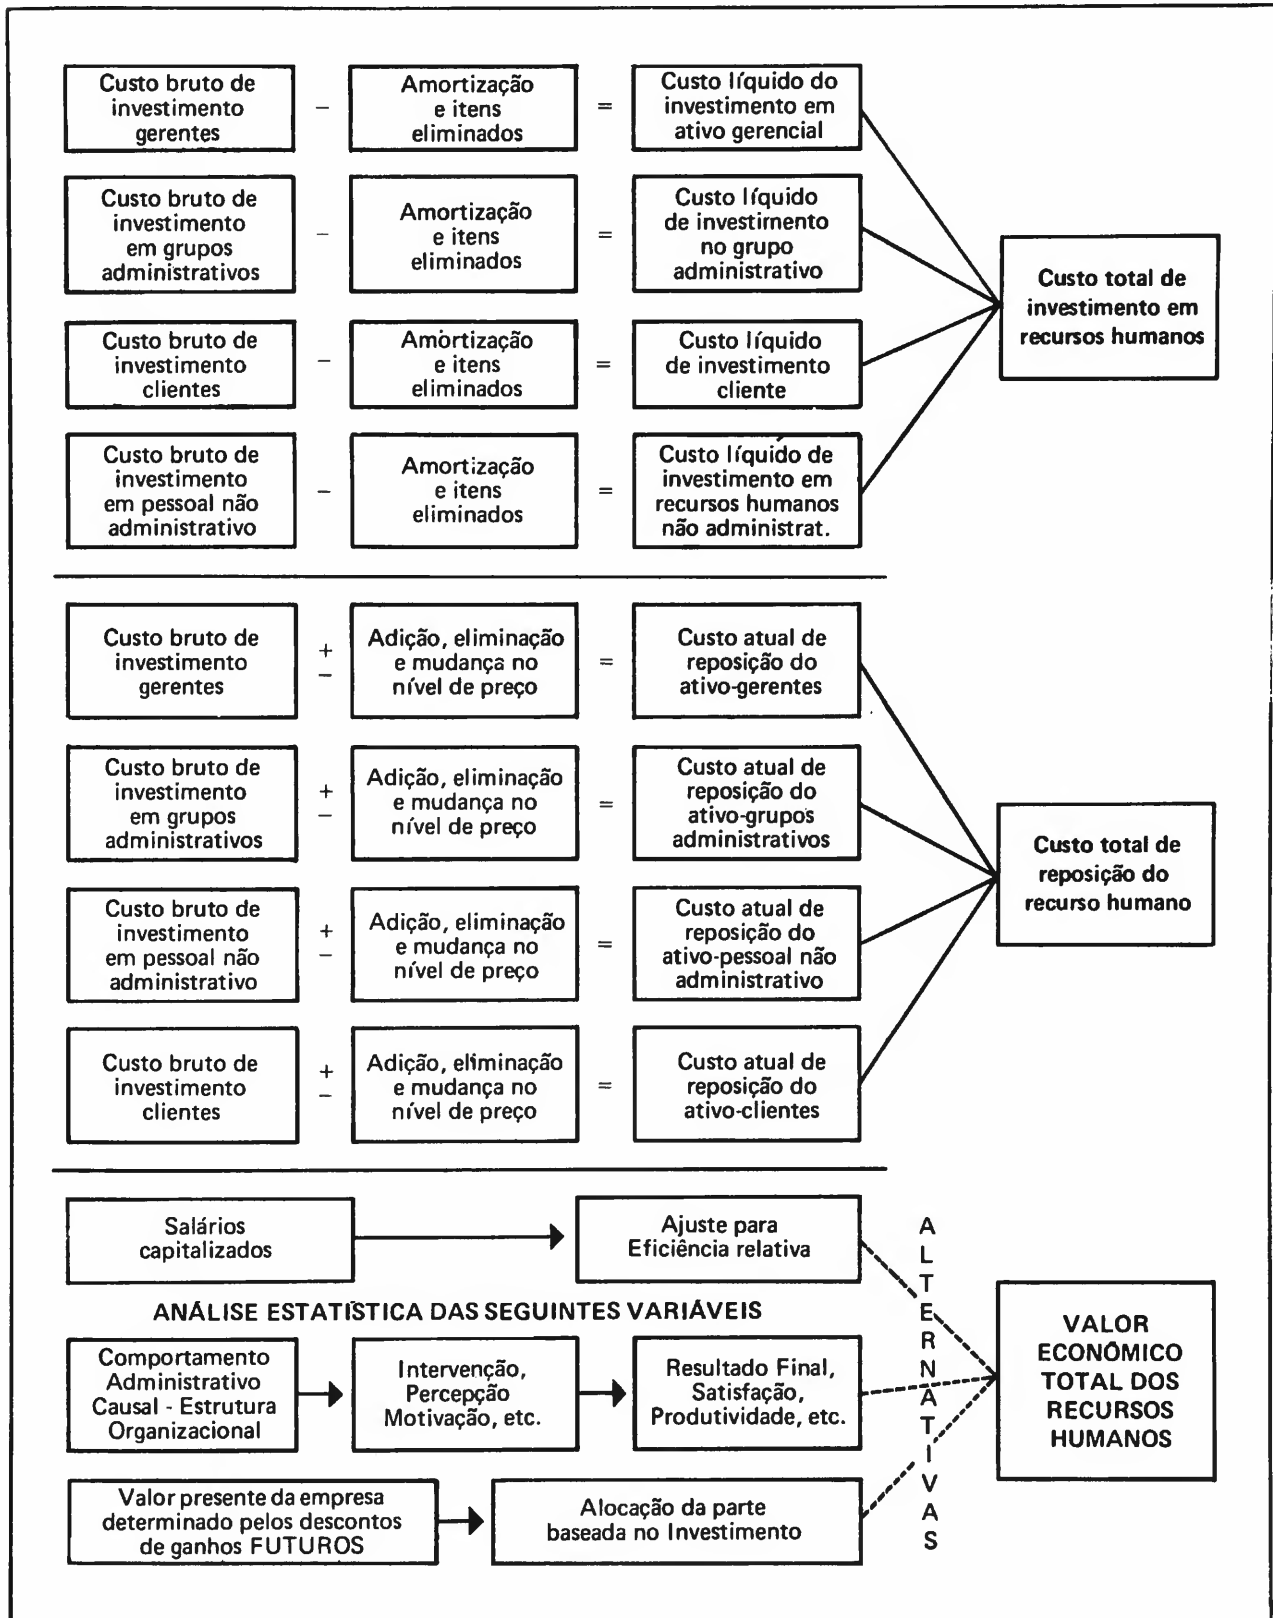 Custo bruto de
investimento
gerentes
–
Amortização
e itens
eliminados
=
Custo líquido do
investimento em
ativo gerencial
Custo bruto de
investimento
em grupos
administrativos
–
Amortização
e itens
eliminados
=
Custo líquido
de investimento
no grupo
administrativo
Custo bruto de
investimento
clientes
–
Amortização
e itens
eliminados
=
Custo líquido
de investimento
cliente
Custo bruto de
investimento
em pessoal não
administrativo
–
Amortização
e itens
eliminados
=
Custo líquido de
investimento em
recursos humanos
não administrat.
Custo total de
investimento em
recursos humanos
Custo bruto de
investimento
gerentes
+
–
Adição, eliminação
e mudança no
nível de preço
=
Custo atual de
reposição do
ativo-gerentes
Custo bruto de
investimento
em grupos
administrativos
+
–
Adição, eliminação
e mudança no
nível de preço
=
Custo atual de
reposição do
ativo-grupos
administrativos
Custo bruto de
investimento
em pessoal não
administrativo
+
–
Adição, eliminação
e mudança no
nível de preço
=
Custo atual de
reposição do
ativo-pessoal não
administrativo
Custo bruto de
investimento
clientes
+
–
Adição, eliminação
e mudança no
nível de preço
=
Custo atual de
reposição do
ativo-clientes
Custo total de
reposição do
recurso humano
Salários
capitalizados
Ajuste para
Eficiência relativa
ANÁLISE ESTATÍSTICA DAS SEGUINTES VARIÁVEIS
Comportamento
Administrativo
Causal - Estrutura
Organizacional
Intervenção,
Percepção
Motivação, etc.
Resultado Final,
Satisfação,
Produtividade, etc.
Valor presente da empresa
determinado pelos descontos
de ganhos FUTUROS
Alocação da parte
baseada no Investimento
ALTERNATIVAS
VALOR
ECONÔMICO
TOTAL DOS
RECURSOS
HUMANOS